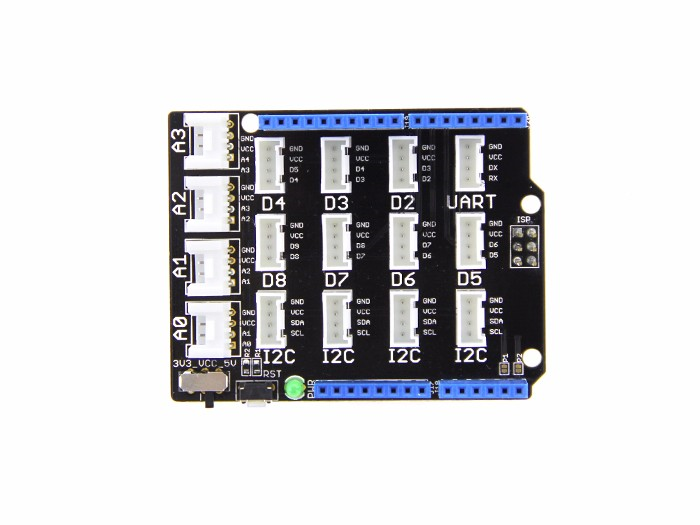 A3
GND
VCC
A4
A3
GND
VCC
D5
D4
D4
GND
VCC
D4
D3
D3
GND
VCC
D3
D2
D2
GND
VCC
DX
RX
UART
A2
GND
VCC
A3
A2
GND
VCC
D9
D8
D8
GND
VCC
D8
D7
D7
GND
VCC
D7
D6
D6
GND
VCC
D6
D5
D5
ISP
A1
GND
VCC
A2
A1
A0
GND
VCC
A1
A0
GND
VCC
SDA
SCL
I2C
GND
VCC
SDA
SCL
I2C
GND
VCC
SDA
SCL
I2C
GND
VCC
SDA
SCL
I2C
3V3_VCC_5V
R2
R1
RST
PWR
P1
P2